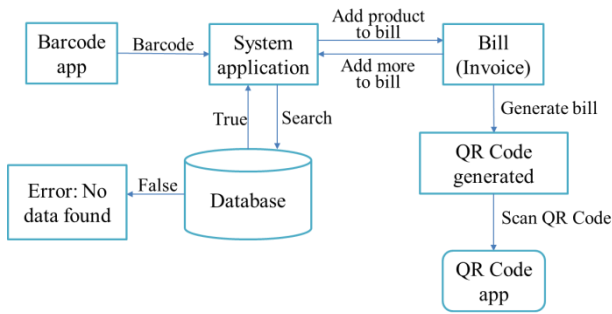 Barcode
app
Barcode
System
application
Add product
to bill
Add more
to bill
Bill
(Invoice)
True
Search
Generate bill
Error: No
data found
False
Database
QR Code
generated
Scan QR Code
QR Code
app